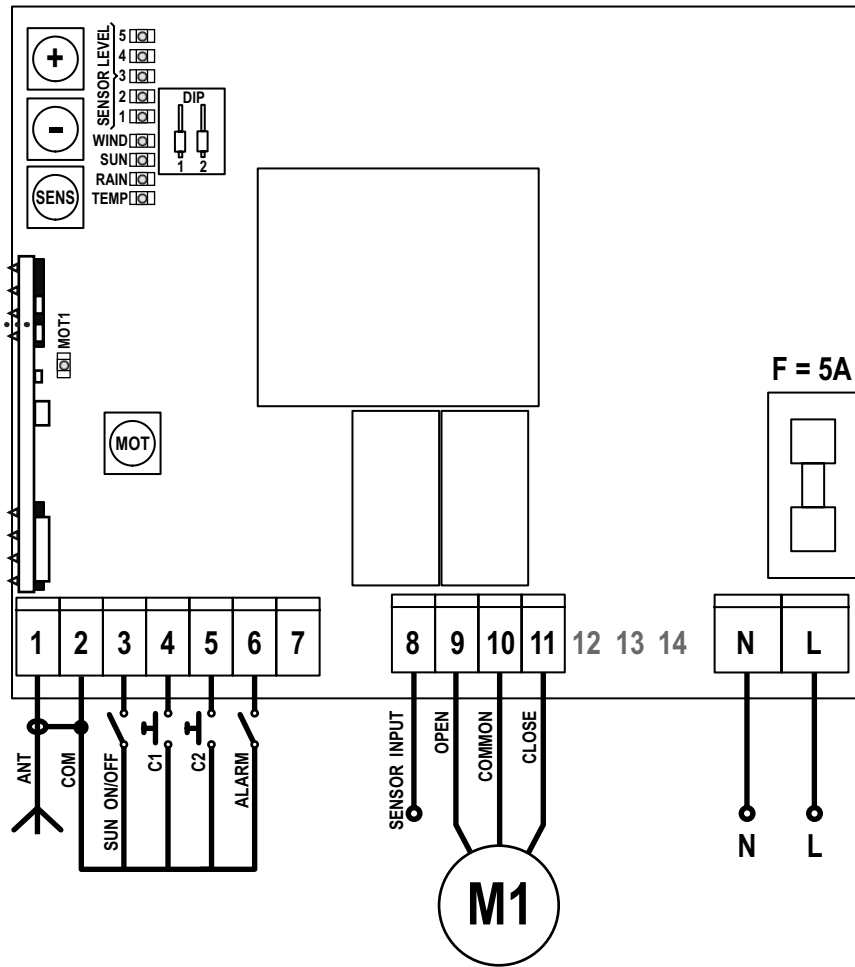 +
-
SENS
SENSOR LEVEL
5
4
3
2
1
WIND
SUN
RAIN
TEMP
DIP
1 2
MOT1
MOT
F = 5A
1 2 3 4 5 6 7
8 9 10 11 12 13 14
N L
ANT
COM
SUN ON/OFF
C1
C2
ALARM
SENSOR INPUT
OPEN
COMMON
CLOSE
M1
N L